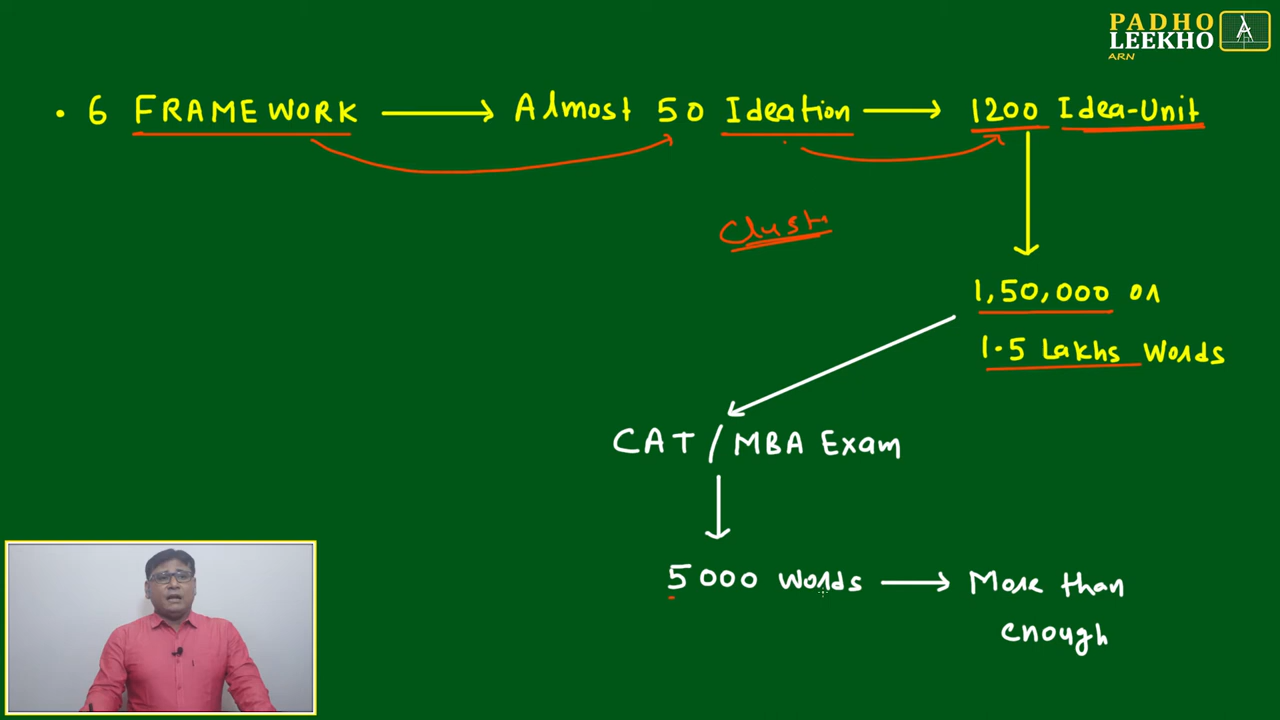 PADHO
LEEKHO
ARN
• 6 FRAMEWORK → Almost 50 Ideation → 1200 Idea-Unit
Clust
1,50,000 or
1.5 Lakhs Words
CAT / MBA Exam
5000 Words → More than
enough